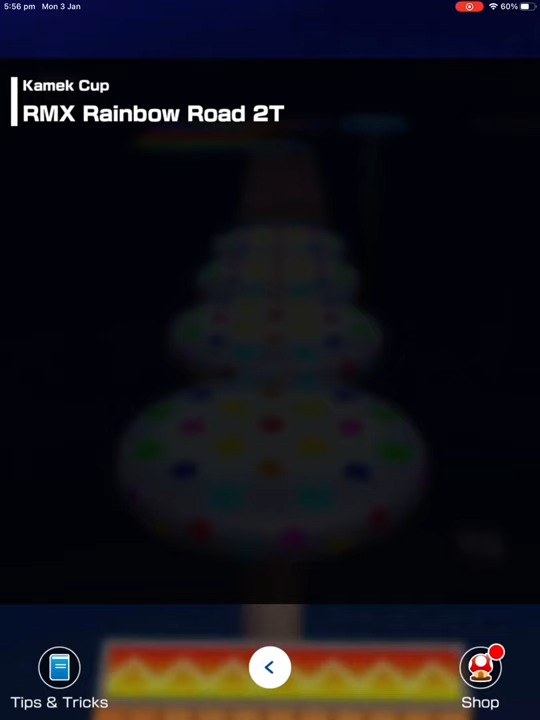 5:56 pm Mon 3 Jan
60%
Kamek Cup
RMX Rainbow Road 2T
Tips & Tricks
Shop